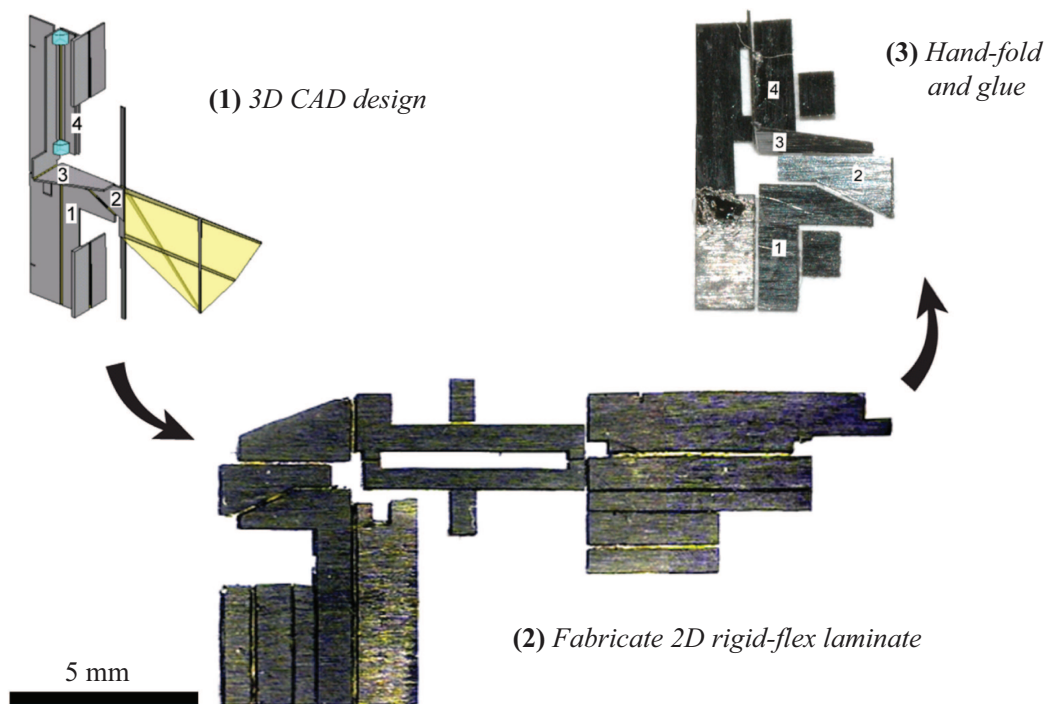 (1) 3D CAD design
4
3
2
1
(3) Hand-fold
and glue
4
3
2
1
(2) Fabricate 2D rigid-flex laminate
5 mm